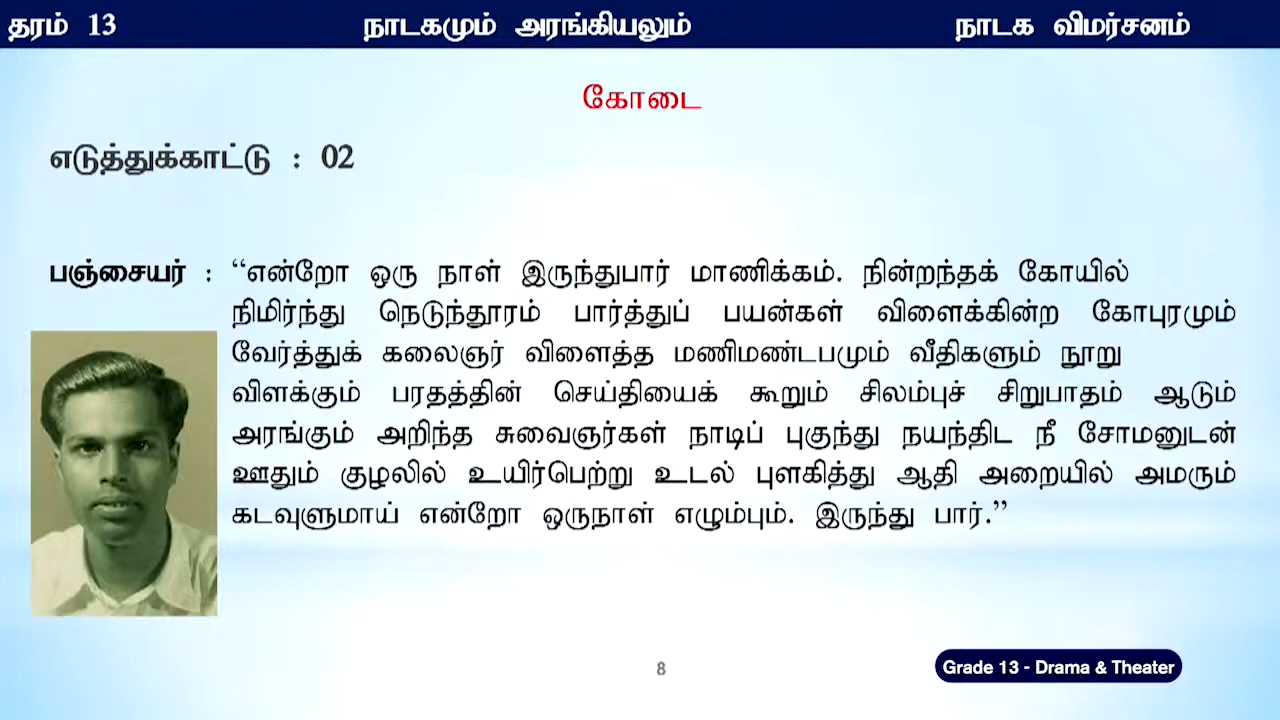 தரம் 13 நாடகமும் அரங்கியலும் நாடக விமர்சனம்
கோடை
எடுத்துக்காட்டு : 02
பஞ்சையர் : “என்றோ ஒரு நாள் இருந்துபார் மாணிக்கம். நின்றந்தக் கோயில்
நிமிர்ந்து நெடுந்தூரம் பார்த்துப் பயன்கள் விளைக்கின்ற கோபுரமும்
வேர்த்துக் கலைஞர் விளைத்த மணிமண்டபமும் வீதிகளும் நூறு
விளக்கும் பரதத்தின் செய்தியைக் கூறும் சிலம்புச் சிறுபாதம் ஆடும்
அரங்கும் அறிந்த சுவைஞர்கள் நாடிப் புகுந்து நயந்திட நீ சோமனுடன்
ஊதும் குழலில் உயிர்பெற்று உடல் புளகித்து ஆதி அறையில் அமரும்
கடவுளுமாய் என்றோ ஒருநாள் எழும்பும். இருந்து பார்.”
8
Grade 13 - Drama & Theater